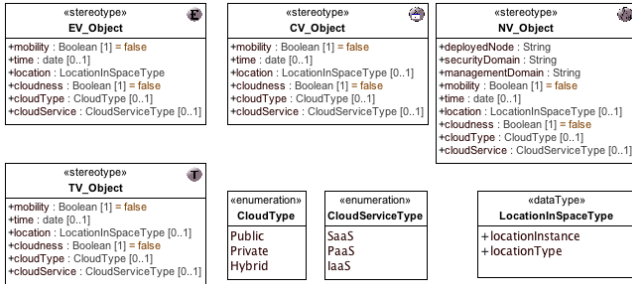 «stereotype» E
EV_Object
+mobility : Boolean [1] = false
+time : date [0..1]
+location : LocationInSpaceType
+cloudness : Boolean [1] = false
+cloudType : CloudType [0..1]
+cloudService : CloudServiceType [0..1]
«stereotype»
CV_Object
+mobility : Boolean [1] = false
+time : date [0..1]
+location : LocationInSpaceType [0..1]
+cloudness : Boolean [1] = false
+cloudType : CloudType [0..1]
+cloudService : CloudServiceType [0..1]
«stereotype»
NV_Object
+deployedNode : String
+securityDomain : String
+managementDomain : String
+mobility : Boolean [1] = false
+time : date [0..1]
+location : LocationInSpaceType [0..1]
+cloudness : Boolean [1] = false
+cloudType : CloudType [0..1]
+cloudService : CloudServiceType [0..1]
«stereotype» T
TV_Object
+mobility : Boolean [1] = false
+time : date [0..1]
+location : LocationInSpaceType [0..1]
+cloudness : Boolean [1] = false
+cloudType : CloudType [0..1]
+cloudService : CloudServiceType [0..1]
«enumeration»
CloudType
Public
Private
Hybrid
«enumeration»
CloudServiceType
SaaS
PaaS
IaaS
«dataType»
LocationInSpaceType
+locationInstance
+locationType